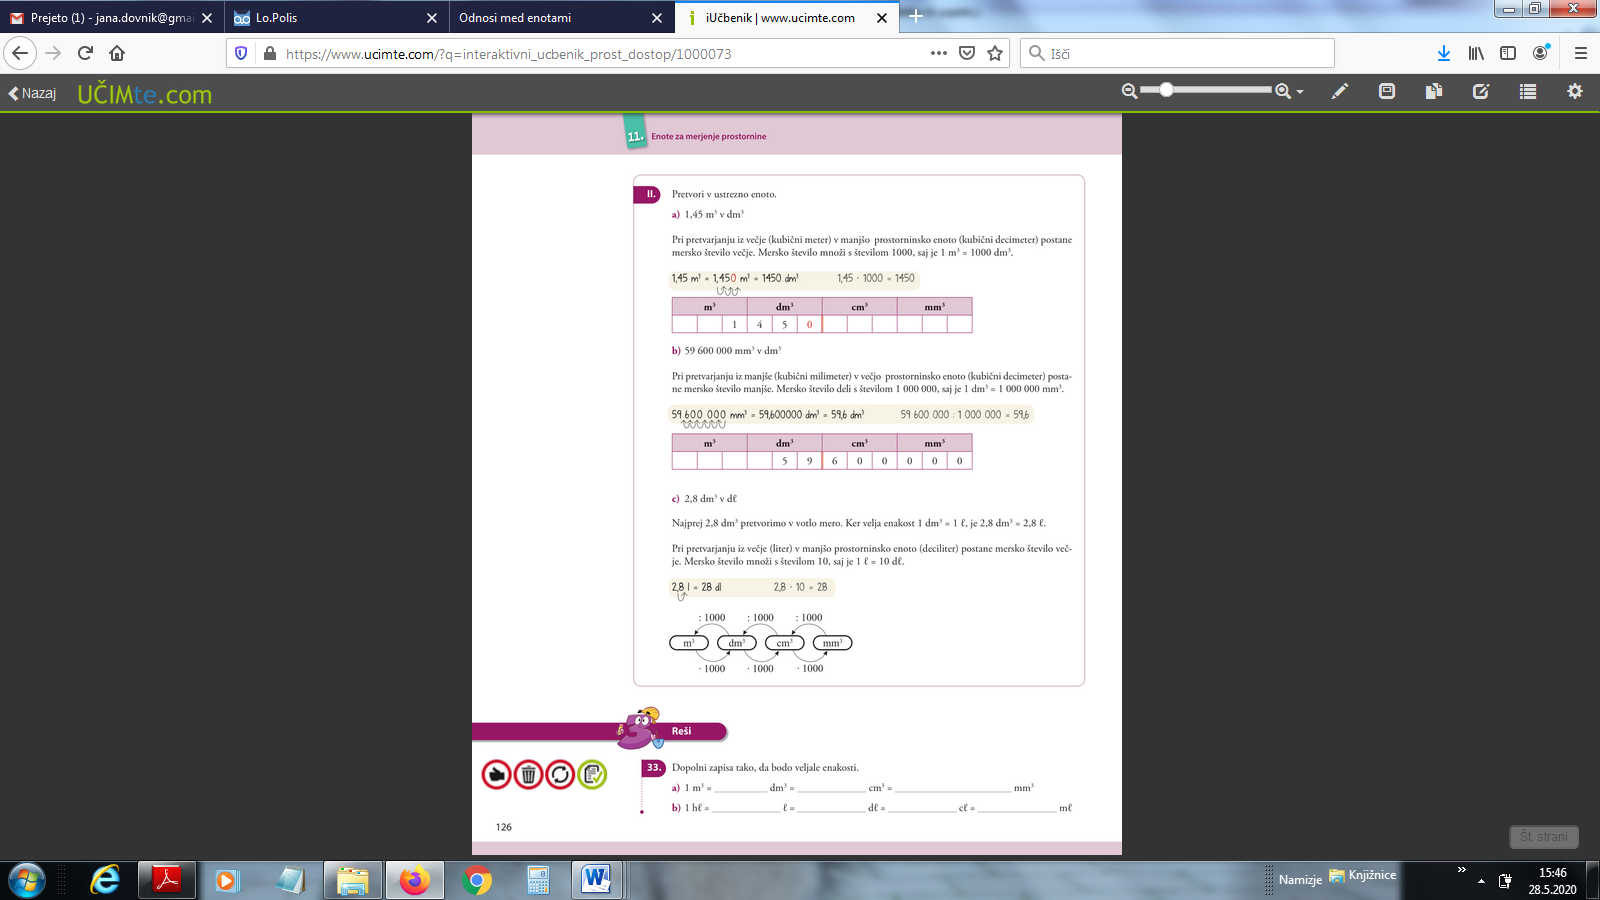 Prejeto (1) - jana.dovnik@gmai
Lo.Polis
Odnosi med enotami
iUčbenik | www.ucimte.com
https://www.ucimte.com/?q=interaktivni_ucbenik_prost_dostop/1000073
Išči
Nazaj
UČIMte.com
11. Enote za merjenje prostornine
II. Pretvori v ustrezno enoto.
a) 1,45 m³ v dm³
Pri pretvarjanju iz večje (kubični meter) v manjšo prostorninsko enoto (kubični decimeter) postane
mersko število večje. Mersko število množi s številom 1000, saj je 1 m³ = 1000 dm³.
1,45 m³ = 1,450 m³ = 1450 dm³ 1,45 · 1000 = 1450
m³ dm³ cm³ mm³
1 4 5 0
b) 59 600 000 mm³ v dm³
Pri pretvarjanju iz manjše (kubični milimeter) v večjo prostorninsko enoto (kubični decimeter) posta-
ne mersko število manjše. Mersko število deli s številom 1 000 000, saj je 1 dm³ = 1 000 000 mm³.
59 600 000 mm³ = 59,600000 dm³ = 59,6 dm³ 59 600 000 : 1 000 000 = 59,6
m³ dm³ cm³ mm³
5 9 6 0 0 0 0 0
c) 2,8 dm³ v dℓ
Najprej 2,8 dm³ pretvorimo v votlo mero. Ker velja enakost 1 dm³ = 1 ℓ, je 2,8 dm³ = 2,8 ℓ.
Pri pretvarjanju iz večje (liter) v manjšo prostorninsko enoto (deciliter) postane mersko število več-
je. Mersko število množi s številom 10, saj je 1 ℓ = 10 dℓ.
2,8 l = 28 dl 2,8 · 10 = 28
: 1000 : 1000 : 1000
m³ dm³ cm³ mm³
· 1000 · 1000 · 1000
Reši
33. Dopolni zapisa tako, da bodo veljale enakosti.
a) 1 m³ = __________ dm³ = _____________ cm³ = ______________________ mm³
b) 1 hℓ = _____________ ℓ = _____________ dℓ = _____________ cℓ = _______________ mℓ
126
Št. strani
Namizje
Knjižnice
15:46
28.5.2020